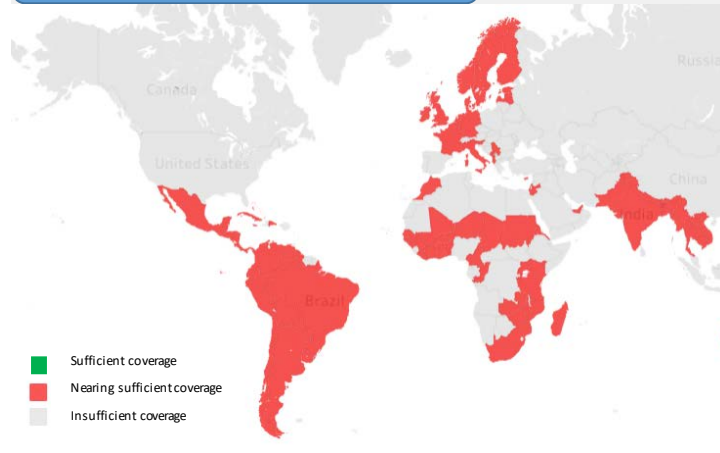 Canada
Russia
United States
China
India
Brazil
Sufficient coverage
Nearing sufficient coverage
Insufficient coverage